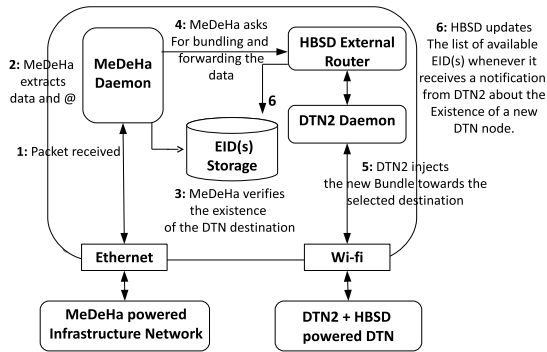 4: MeDeHa asks
For bundling and
forwarding the
data
6: HBSD updates
The list of available
EID(s) whenever it
receives a notification
from DTN2 about the
Existence of a new
DTN node.
2: MeDeHa
extracts
data and @
MeDeHa
Daemon
HBSD External
Router
6
DTN2 Daemon
1: Packet received
EID(s)
Storage
3: MeDeHa verifies
the existence
of the DTN destination
5: DTN2 injects
the new Bundle towards the
selected destination
Ethernet
Wi-fi
MeDeHa powered
Infrastructure Network
DTN2 + HBSD
powered DTN